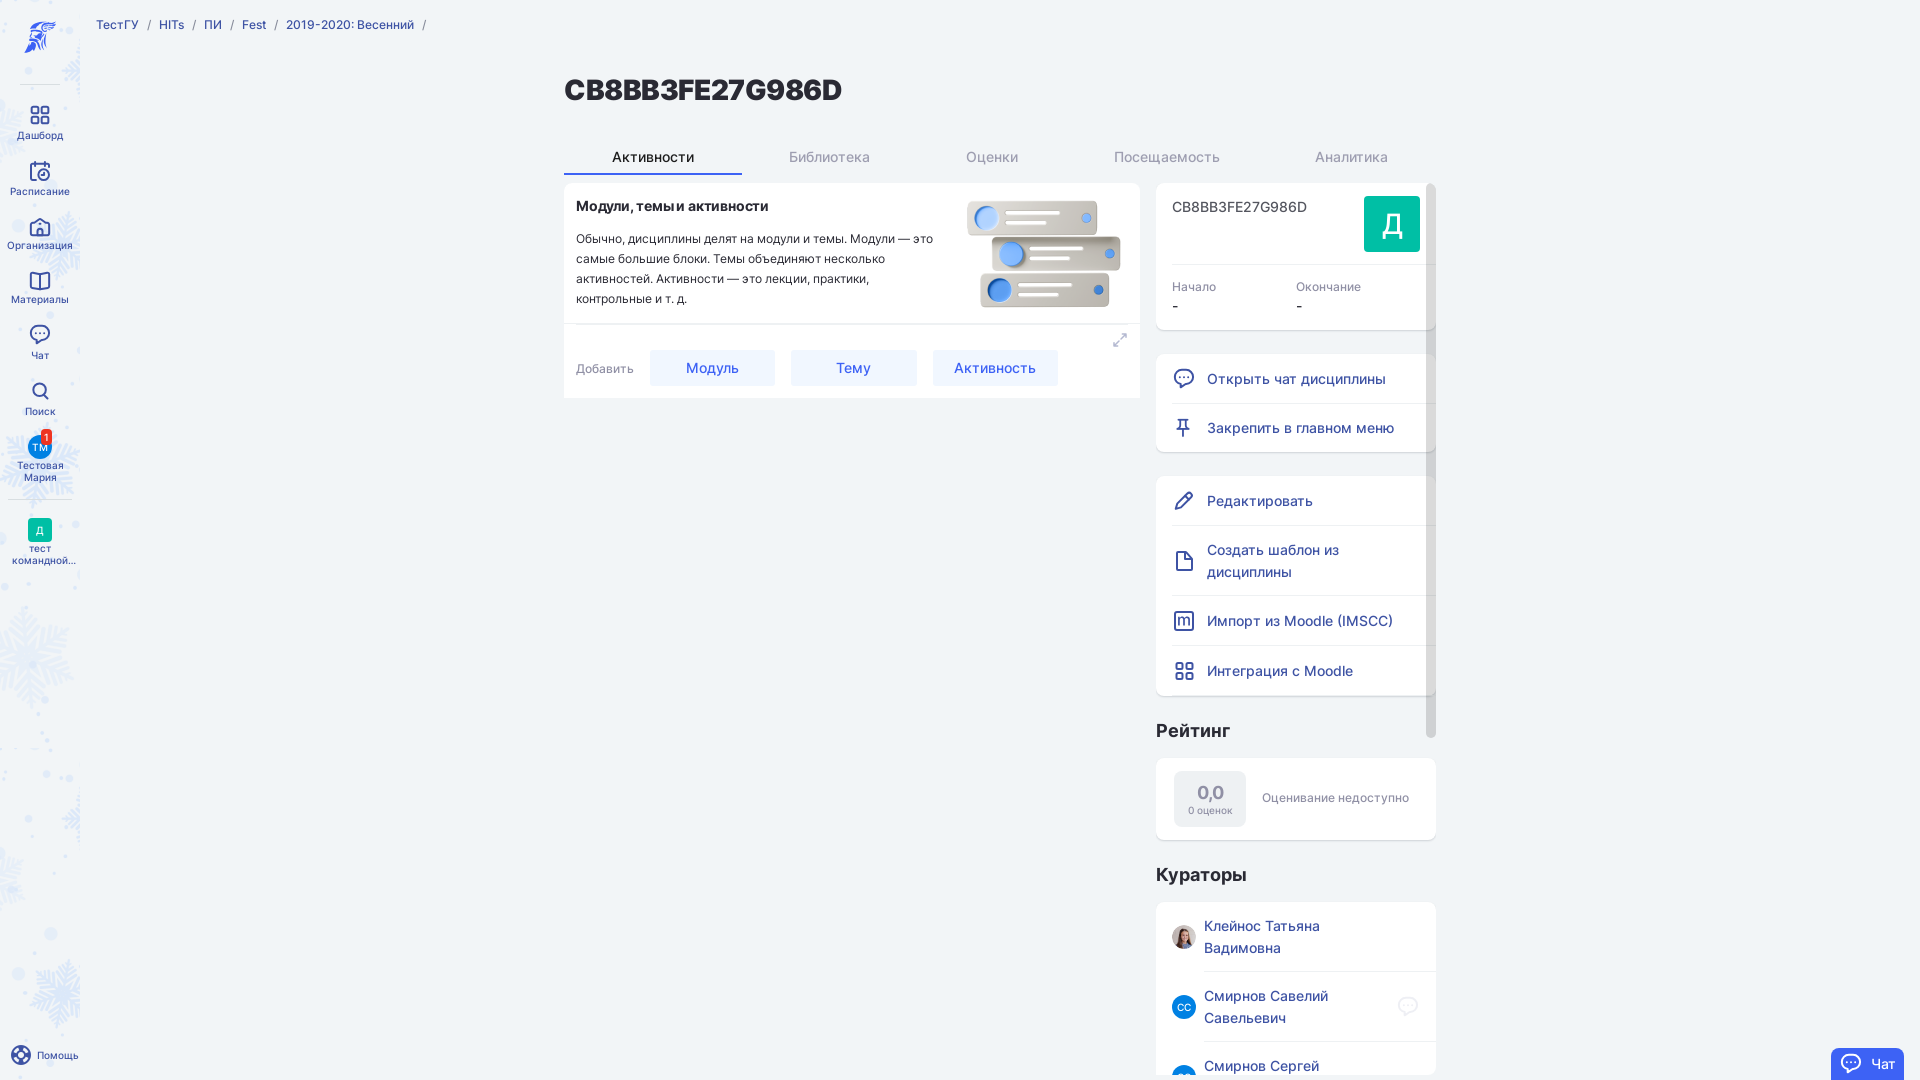 ТестГУ / HITs / ПИ / Fest / 2019-2020: Весенний /
Дашборд
Расписание
Организация
Материалы
Чат
Поиск
1
ТМ
Тестовая
Мария
Д
тест
командной...
Помощь
CB8BB3FE27G986D
Активности
Библиотека
Оценки
Посещаемость
Аналитика
Модули, темы и активности
Обычно, дисциплины делят на модули и темы. Модули — это
самые большие блоки. Темы объединяют несколько
активностей. Активности — это лекции, практики,
контрольные и т. д.
Добавить
Модуль
Тему
Активность
CB8BB3FE27G986D
Д
Начало
Окончание
-
-
Открыть чат дисциплины
Закрепить в главном меню
Редактировать
Создать шаблон из
дисциплины
m
Импорт из Moodle (IMSCC)
Интеграция с Moodle
Рейтинг
0,0
0 оценок
Оценивание недоступно
Кураторы
Клейнос Татьяна
Вадимовна
СС
Смирнов Савелий
Савельевич
Смирнов Сергей
Чат